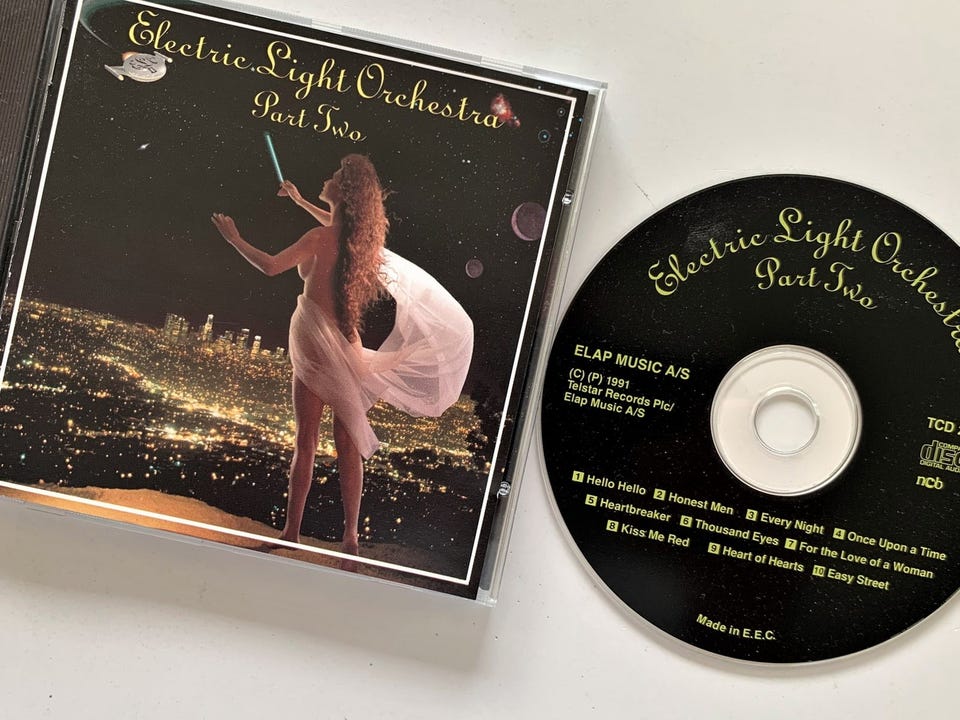 Electric Light Orchestra
Part Two
Electric Light Orchestra
Part Two
ELAP MUSIC A/S
(C) (P) 1991
Telstar Records Plc/
Elap Music A/S
TCD
DIGITAL AUDIO
ncb
1 Hello Hello 2 Honest Men 3 Every Night 4 Once Upon a Time
5 Heartbreaker 6 Thousand Eyes 7 For the Love of a Woman
8 Kiss Me Red 9 Heart of Hearts 10 Easy Street
Made in E.E.C.